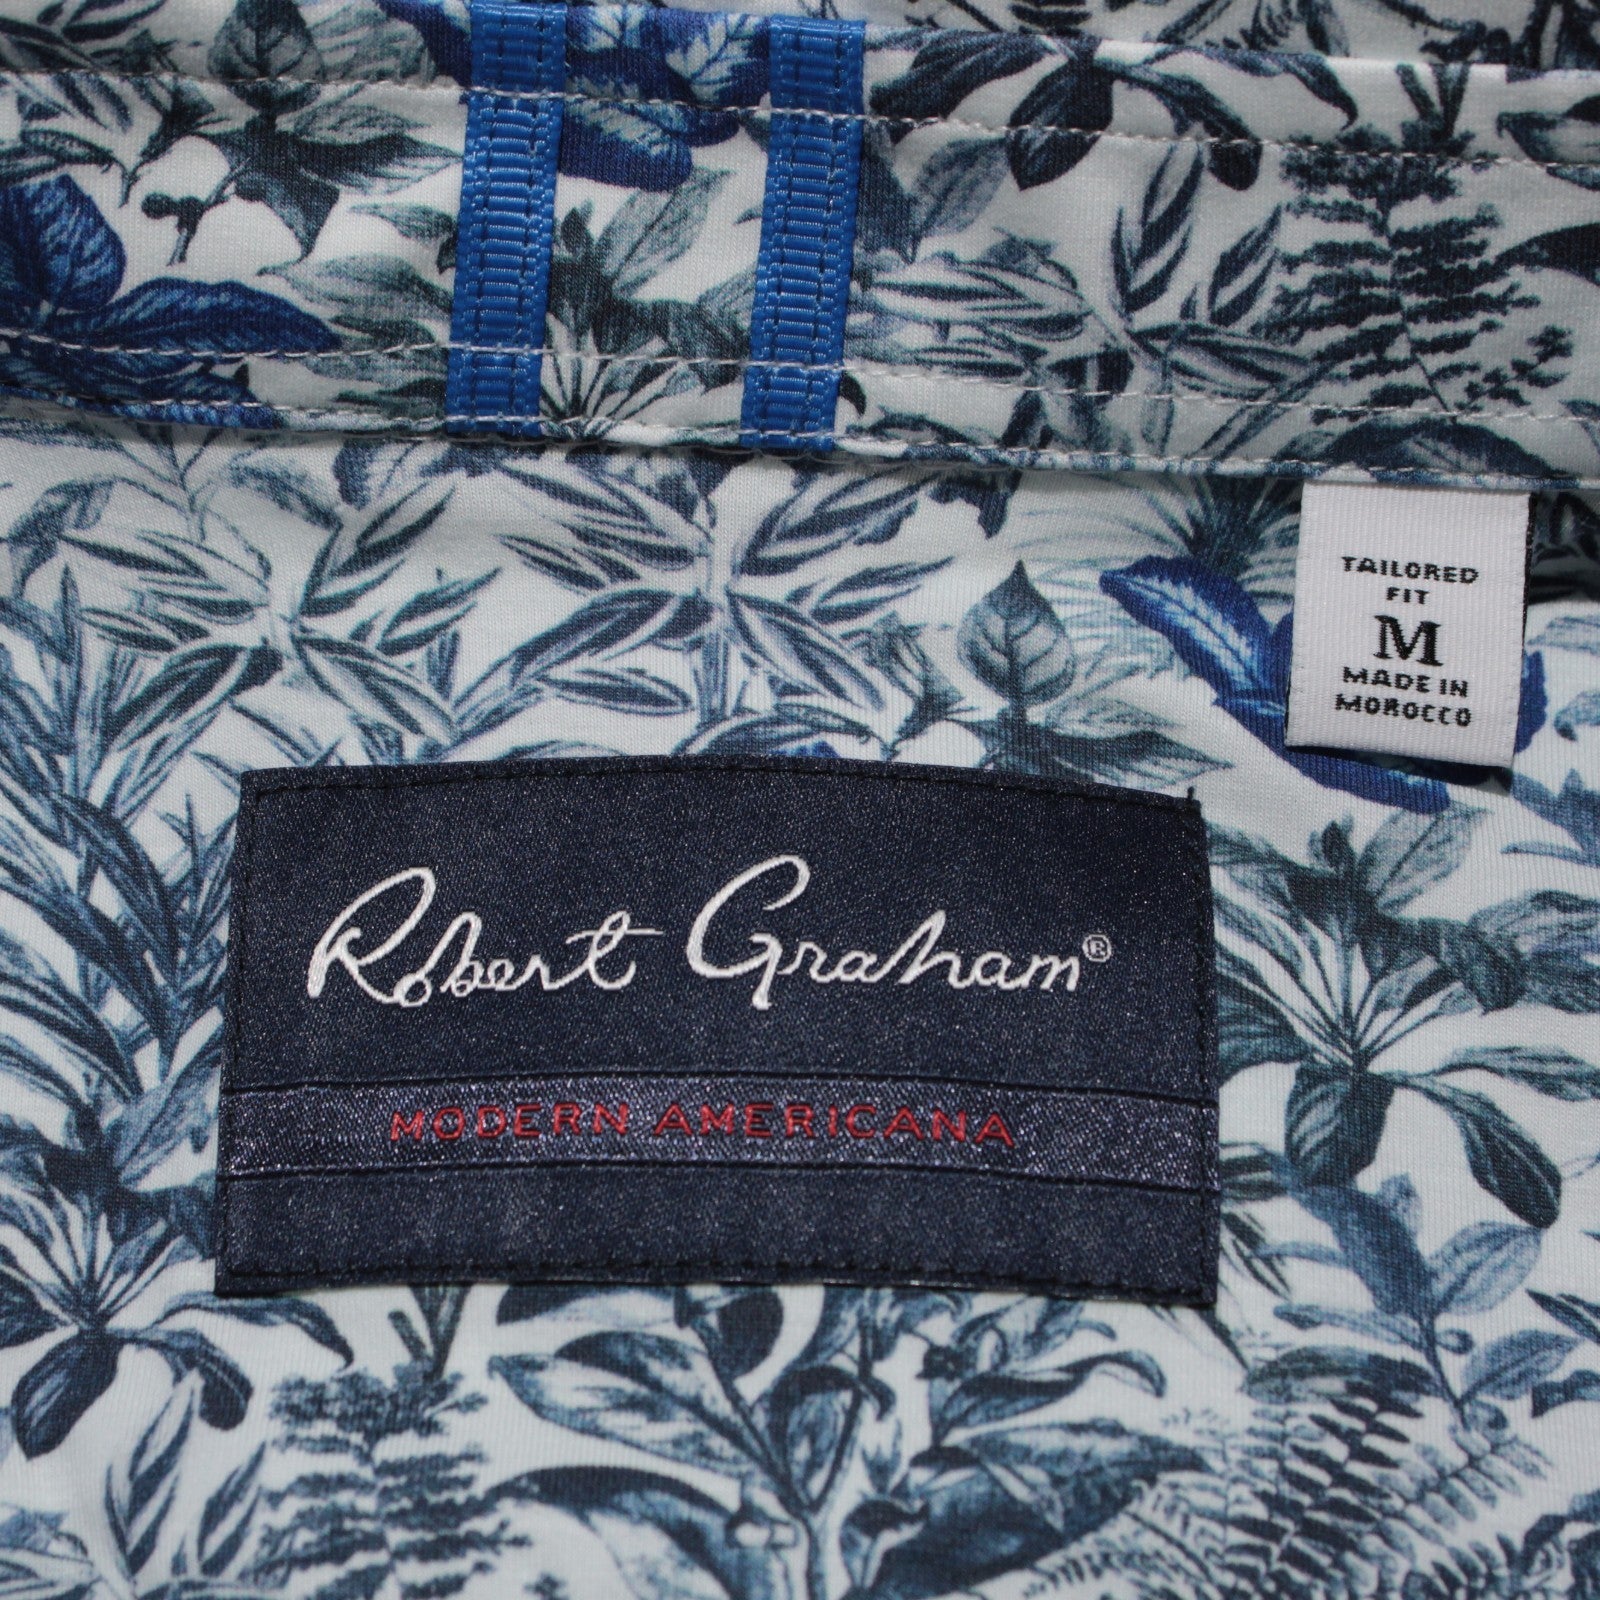 TAILORED
FIT
M
MADE IN
MOROCCO
Robert Graham®
MODERN AMERICANA